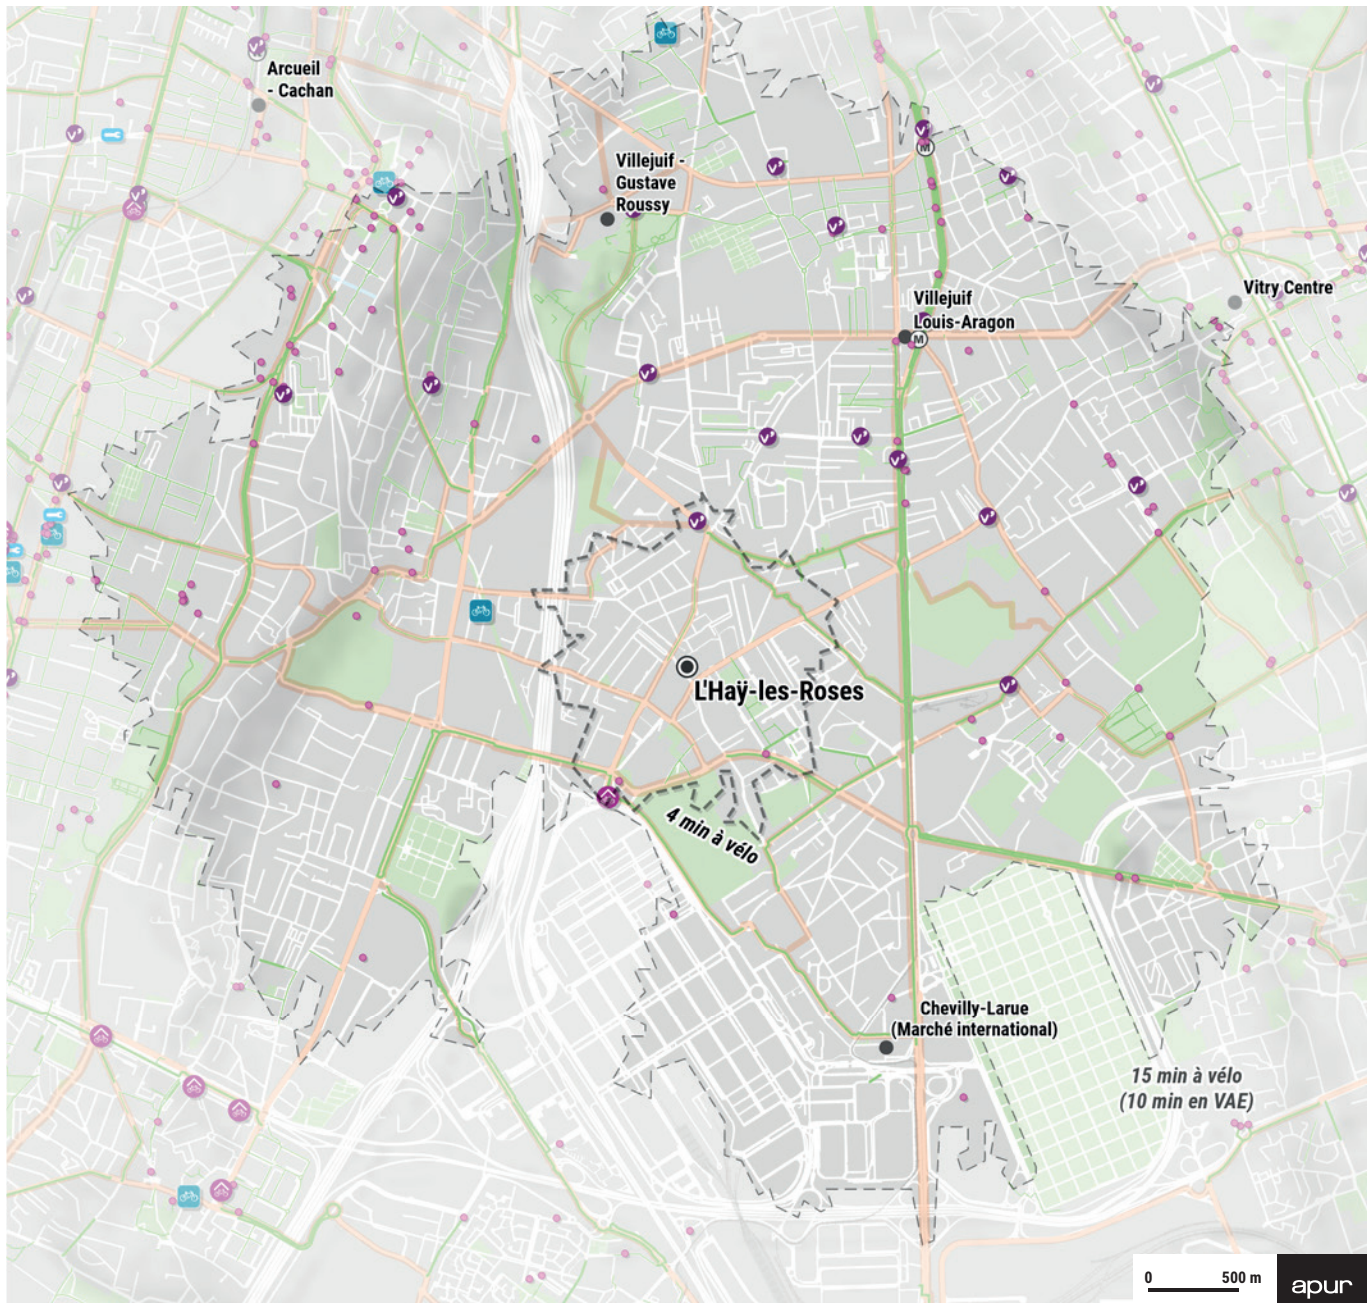 Arcueil
- Cachan
Villejuif -
Gustave
Roussy
M
Villejuif
Louis-Aragon
M
Vitry Centre
L'Haÿ-les-Roses
4 min à vélo
Chevilly-Larue
(Marché international)
15 min à vélo
(10 min en VAE)
0 500 m
apur